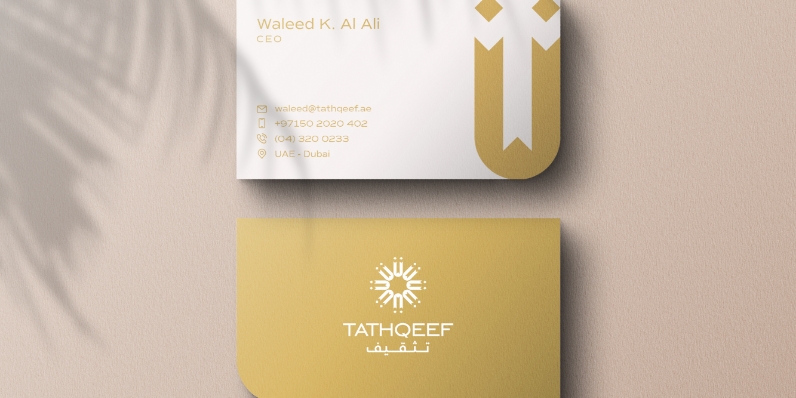 Waleed K. Al Ali
CEO
waleed@tathqeef.ae
+97150 2020 402
(04) 320 0233
UAE - Dubai
TATHQEEF
تثقيف